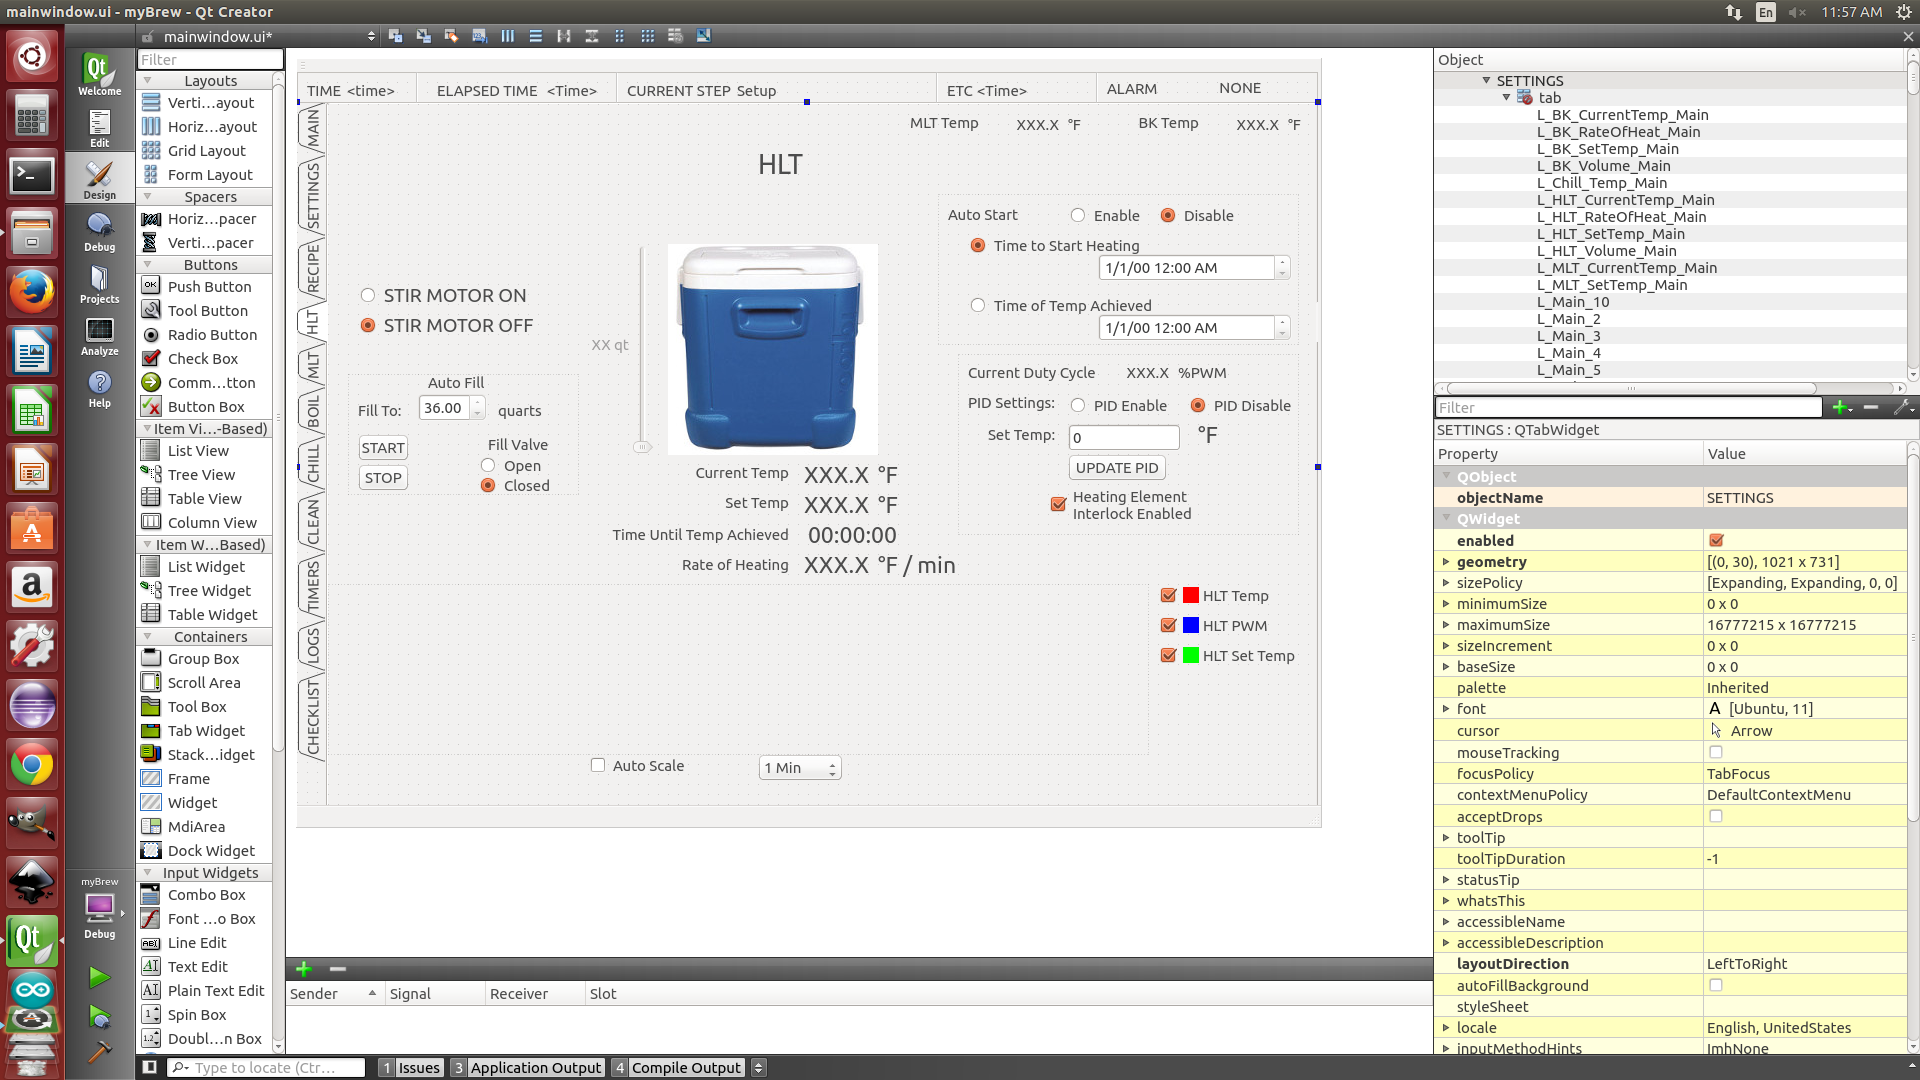 mainwindow.ui - myBrew - Qt Creator
En
11:57 AM
mainwindow.ui*
Welcome
Edit
Design
Debug
Projects
Analyze
Help
myBrew
Debug
Filter
Layouts
Verti...ayout
Horiz...ayout
Grid Layout
Form Layout
Spacers
Horiz...pacer
Verti...pacer
Buttons
Push Button
Tool Button
Radio Button
Check Box
Comm...tton
Button Box
Item Vi...-Based)
List View
Tree View
Table View
Column View
Item W...Based)
List Widget
Tree Widget
Table Widget
Containers
Group Box
Scroll Area
Tool Box
Tab Widget
Stack...idget
Frame
Widget
MdiArea
Dock Widget
Input Widgets
Combo Box
Font ...o Box
Line Edit
Text Edit
Plain Text Edit
Spin Box
Doubl...n Box
TIME <time>
ELAPSED TIME <Time>
CURRENT STEP Setup
ETC <Time>
ALARM
NONE
MAIN
SETTINGS
RECIPE
HLT
MLT
BOIL
CHILL
CLEAN
TIMERS
LOGS
CHECKLIST
MLT Temp XXX.X °F
BK Temp XXX.X °F
HLT
STIR MOTOR ON
STIR MOTOR OFF
XX qt
Auto Fill
Fill To: 36.00 quarts
START
STOP
Fill Valve
Open
Closed
Auto Start
Enable
Disable
Time to Start Heating
1/1/00 12:00 AM
Time of Temp Achieved
1/1/00 12:00 AM
Current Duty Cycle XXX.X %PWM
PID Settings:
PID Enable
PID Disable
Set Temp: 0 °F
UPDATE PID
Heating Element
Interlock Enabled
Current Temp XXX.X °F
Set Temp XXX.X °F
Time Until Temp Achieved 00:00:00
Rate of Heating XXX.X °F / min
HLT Temp
HLT PWM
HLT Set Temp
Auto Scale
1 Min
Sender
Signal
Receiver
Slot
Object
SETTINGS
tab
L_BK_CurrentTemp_Main
L_BK_RateOfHeat_Main
L_BK_SetTemp_Main
L_BK_Volume_Main
L_Chill_Temp_Main
L_HLT_CurrentTemp_Main
L_HLT_RateOfHeat_Main
L_HLT_SetTemp_Main
L_HLT_Volume_Main
L_MLT_CurrentTemp_Main
L_MLT_SetTemp_Main
L_Main_10
L_Main_2
L_Main_3
L_Main_4
L_Main_5
Filter
SETTINGS : QTabWidget
Property Value
QObject
objectName SETTINGS
QWidget
enabled
geometry [(0, 30), 1021 x 731]
sizePolicy [Expanding, Expanding, 0, 0]
minimumSize 0 x 0
maximumSize 16777215 x 16777215
sizeIncrement 0 x 0
baseSize 0 x 0
palette Inherited
font A [Ubuntu, 11]
cursor Arrow
mouseTracking
focusPolicy TabFocus
contextMenuPolicy DefaultContextMenu
acceptDrops
toolTip
toolTipDuration -1
statusTip
whatsThis
accessibleName
accessibleDescription
layoutDirection LeftToRight
autoFillBackground
styleSheet
locale English, UnitedStates
inputMethodHints ImhNone
Type to locate (Ctr...
1 Issues
3 Application Output
4 Compile Output